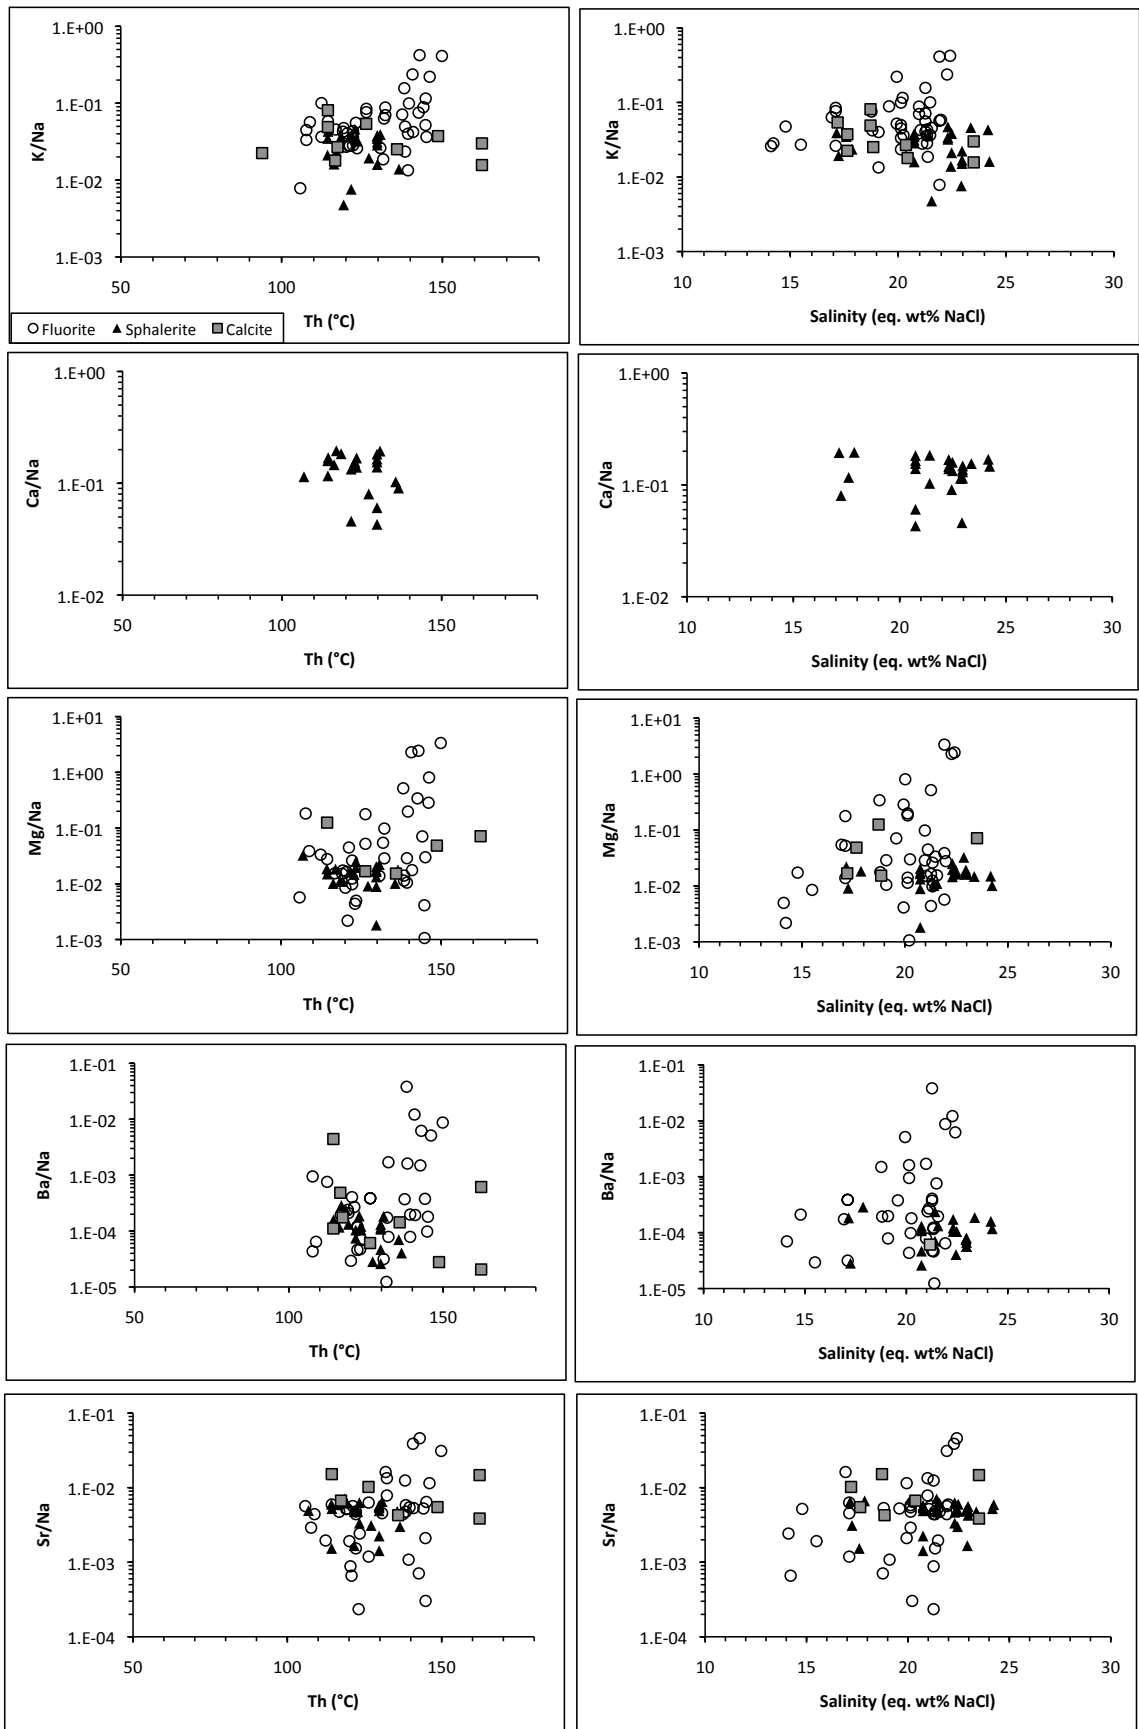 1.E+00
1.E-01
1.E-02
1.E-03
K/Na
50
100
150
Th (°C)
Fluorite Sphalerite Calcite
1.E+00
1.E-01
1.E-02
1.E-03
K/Na
10
15
20
25
30
Salinity (eq. wt% NaCl)
1.E+00
1.E-01
1.E-02
Ca/Na
50
100
150
Th (°C)
1.E+00
1.E-01
1.E-02
Ca/Na
10
15
20
25
30
Salinity (eq. wt% NaCl)
1.E+01
1.E+00
1.E-01
1.E-02
1.E-03
Mg/Na
50
100
150
Th (°C)
1.E+01
1.E+00
1.E-01
1.E-02
1.E-03
Mg/Na
10
15
20
25
30
Salinity (eq. wt% NaCl)
1.E-01
1.E-02
1.E-03
1.E-04
1.E-05
Ba/Na
50
100
150
Th (°C)
1.E-01
1.E-02
1.E-03
1.E-04
1.E-05
Ba/Na
10
15
20
25
30
Salinity (eq. wt% NaCl)
1.E-01
1.E-02
1.E-03
1.E-04
Sr/Na
50
100
150
Th (°C)
1.E-01
1.E-02
1.E-03
1.E-04
Sr/Na
10
15
20
25
30
Salinity (eq. wt% NaCl)